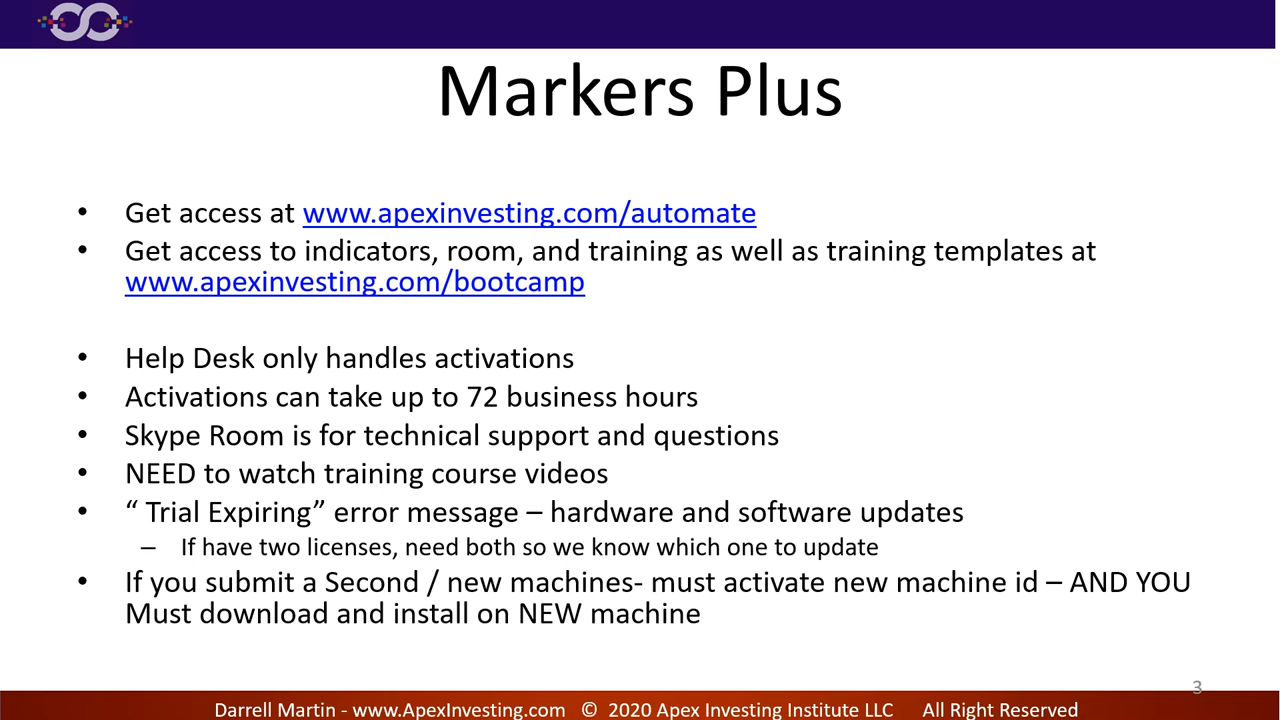 Markers Plus
• Get access at www.apexinvesting.com/automate
• Get access to indicators, room, and training as well as training templates at
www.apexinvesting.com/bootcamp
• Help Desk only handles activations
• Activations can take up to 72 business hours
• Skype Room is for technical support and questions
• NEED to watch training course videos
• “ Trial Expiring” error message – hardware and software updates
– If have two licenses, need both so we know which one to update
• If you submit a Second / new machines- must activate new machine id – AND YOU
Must download and install on NEW machine
3
Darrell Martin - www.ApexInvesting.com © 2020 Apex Investing Institute LLC All Right Reserved